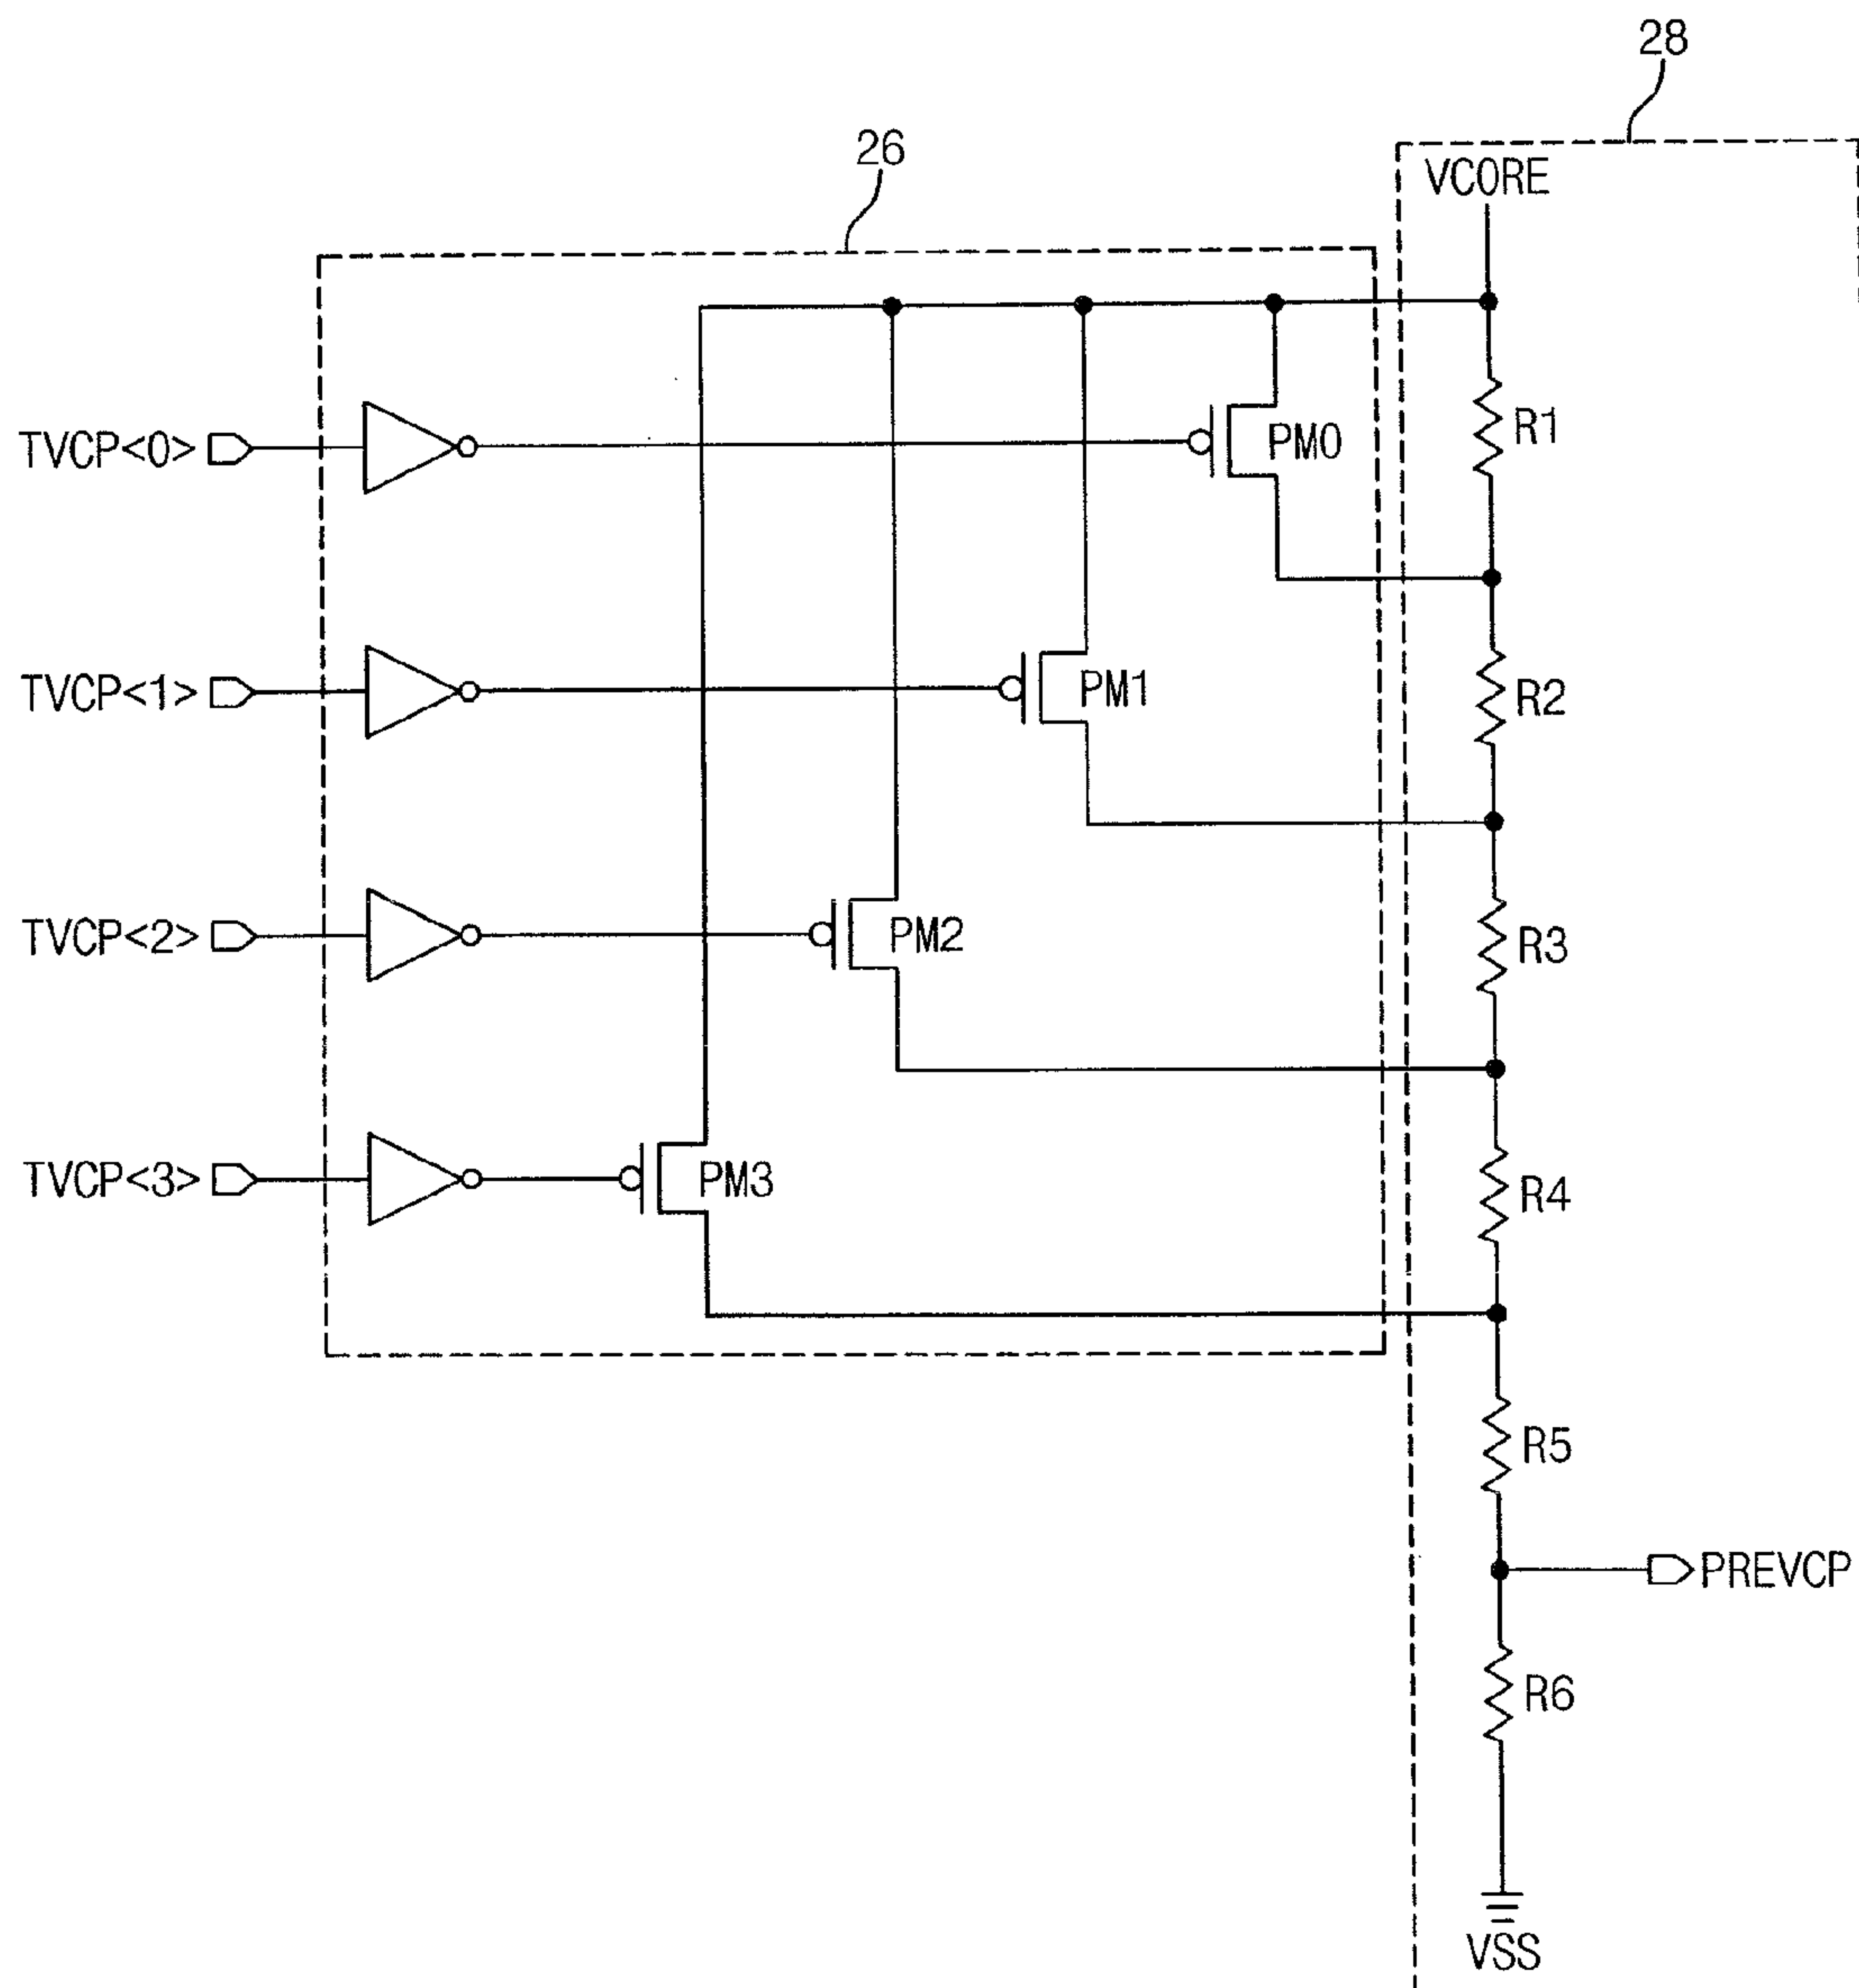 28
26
VCORE
TVCP<0>
PM0
R1
TVCP<1>
PM1
R2
TVCP<2>
PM2
R3
TVCP<3>
PM3
R4
R5
PREVCP
R6
VSS